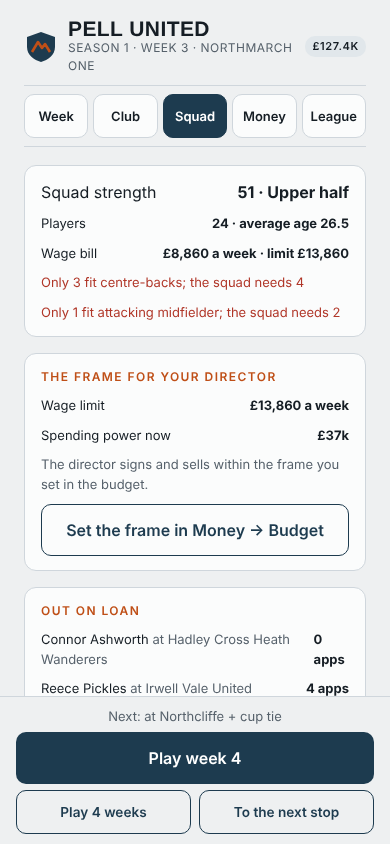 PELL UNITED
SEASON 1 · WEEK 3 · NORTHMARCH
ONE
£127.4K
Week
Club
Squad
Money
League
Squad strength 51 · Upper half
Players 24 · average age 26.5
Wage bill £8,860 a week · limit £13,860
Only 3 fit centre-backs; the squad needs 4
Only 1 fit attacking midfielder; the squad needs 2
THE FRAME FOR YOUR DIRECTOR
Wage limit £13,860 a week
Spending power now £37k
The director signs and sells within the frame you
set in the budget.
Set the frame in Money → Budget
OUT ON LOAN
Connor Ashworth at Hadley Cross Heath 0
Wanderers apps
Reece Pickles at Irwell Vale United 4 apps
Next: at Northcliffe + cup tie
Play week 4
Play 4 weeks
To the next stop